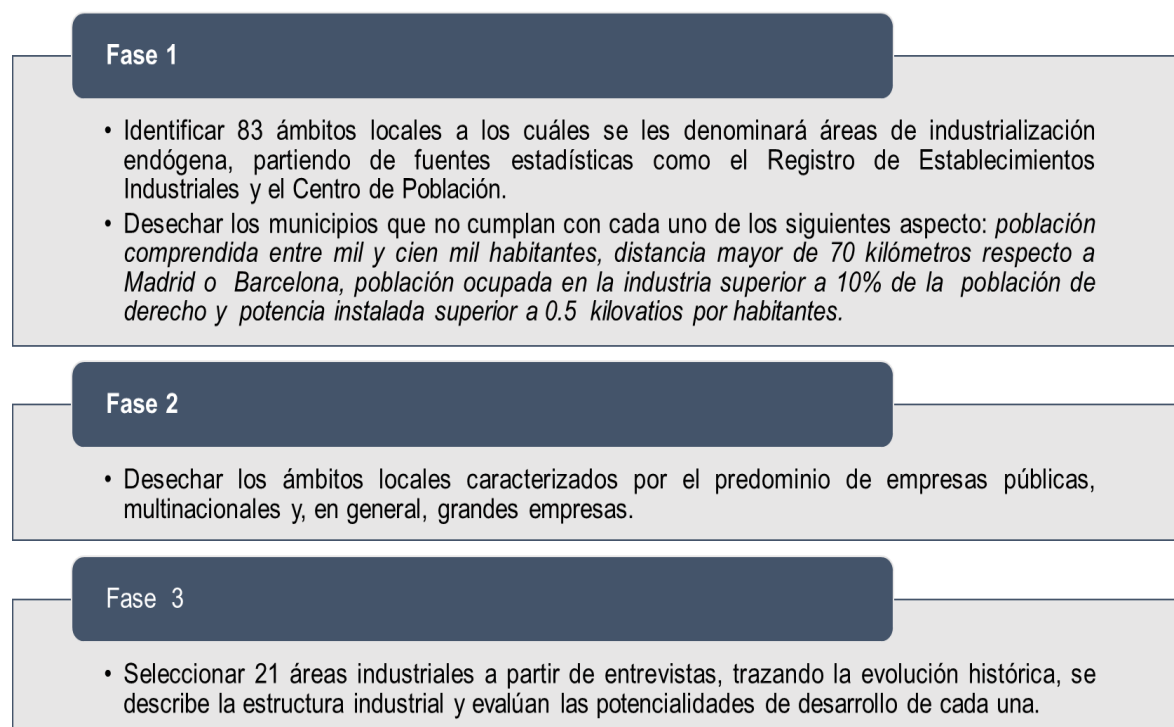 Fase 1
• Identificar 83 ámbitos locales a los cuáles se les denominará áreas de industrialización
endógena, partiendo de fuentes estadísticas como el Registro de Establecimientos
Industriales y el Centro de Población.
• Desechar los municipios que no cumplan con cada uno de los siguientes aspecto: población
comprendida entre mil y cien mil habitantes, distancia mayor de 70 kilómetros respecto a
Madrid o Barcelona, población ocupada en la industria superior a 10% de la población de
derecho y potencia instalada superior a 0.5 kilovatios por habitantes.
Fase 2
• Desechar los ámbitos locales caracterizados por el predominio de empresas públicas,
multinacionales y, en general, grandes empresas.
Fase 3
• Seleccionar 21 áreas industriales a partir de entrevistas, trazando la evolución histórica, se
describe la estructura industrial y evalúan las potencialidades de desarrollo de cada una.